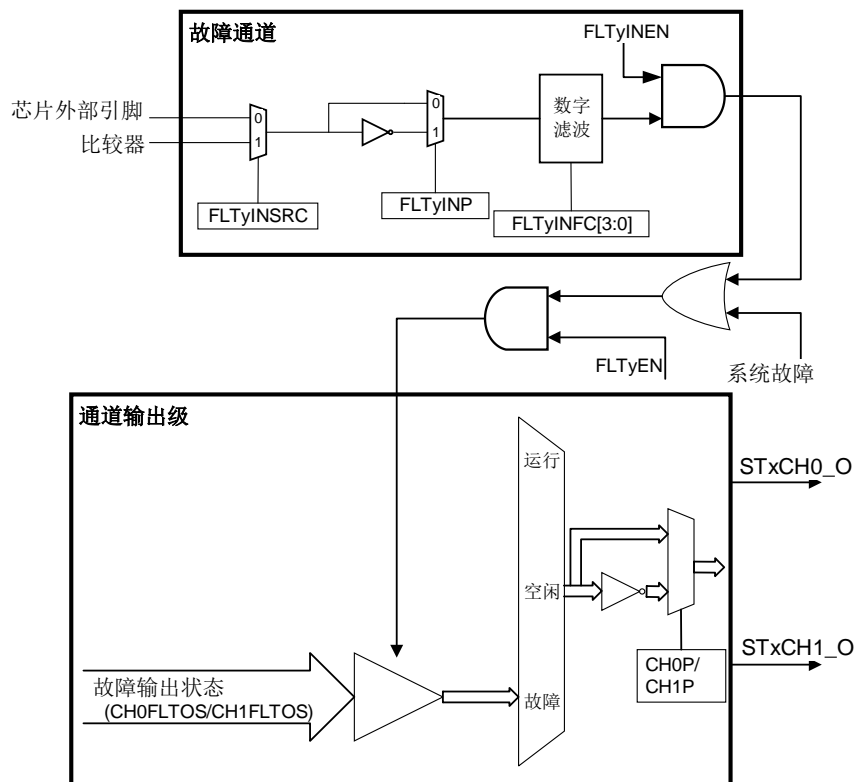 故障通道
FLTyINEN
芯片外部引脚
比较器
0
1
0
1
数字
滤波
FLTyINSRC
FLTyINP
FLTyINFC[3:0]
FLTyEN
系统故障
通道输出级
运行
STxCH0_O
空闲
STxCH1_O
CH0P/
CH1P
故障输出状态
(CH0FLTOS/CH1FLTOS)
故障